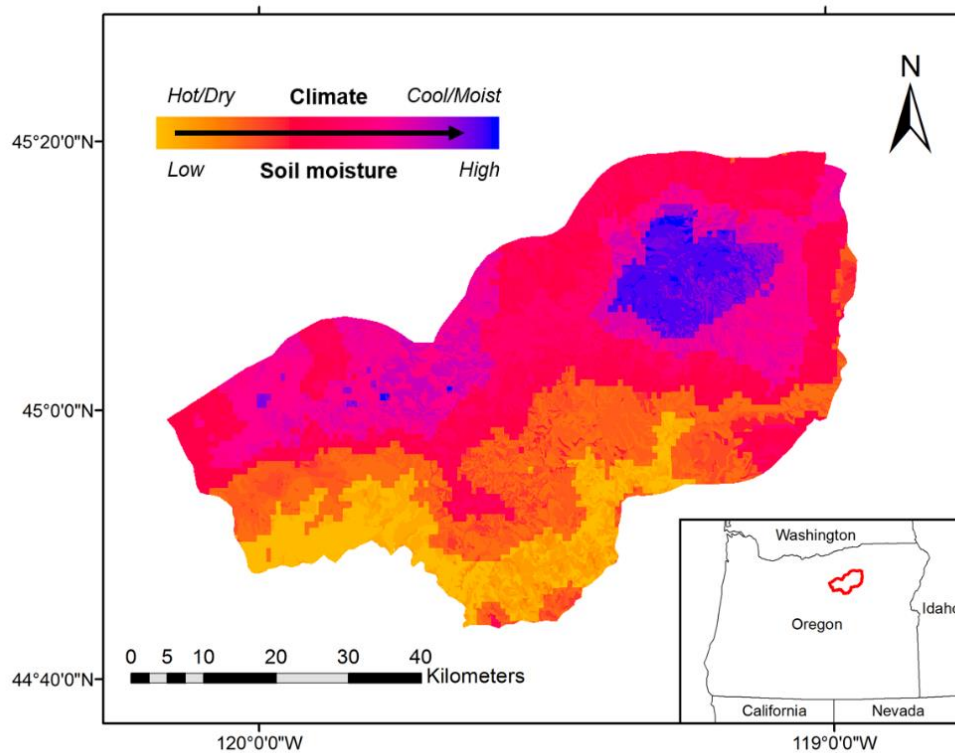 N
Hot/Dry Climate Cool/Moist
Low Soil moisture High
45°20'0"N
45°0'0"N
44°40'0"N
0 5 10 20 30 40
Kilometers
Washington
Oregon
Idaho
California Nevada
120°0'0"W 119°0'0"W